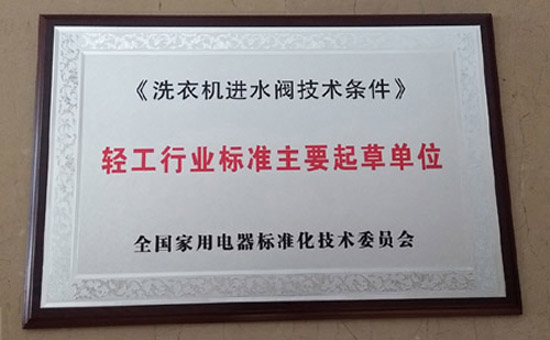 《洗衣机进水阀技术条件》
轻工行业标准主要起草单位
全国家用电器标准化技术委员会